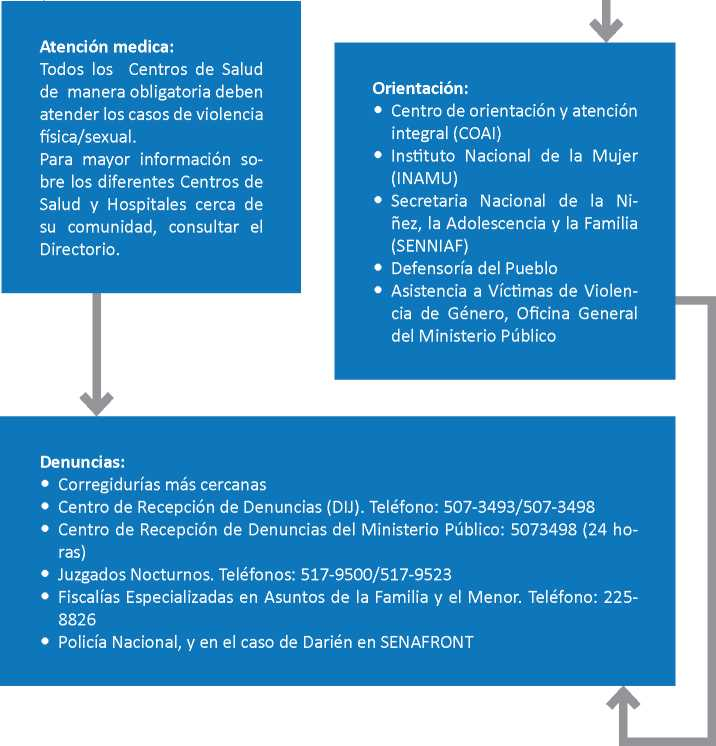 Atención medica:
Todos los Centros de Salud
de manera obligatoria deben
atender los casos de violencia
física/sexual.
Para mayor información so-
bre los diferentes Centros de
Salud y Hospitales cerca de
su comunidad, consultar el
Directorio.
Orientación:
• Centro de orientación y atención
integral (COAI)
• Instituto Nacional de la Mujer
(INAMU)
• Secretaria Nacional de la Ni-
ñez, la Adolescencia y la Familia
(SENNIAF)
• Defensoría del Pueblo
• Asistencia a Víctimas de Violen-
cia de Género, Oficina General
del Ministerio Público
Denuncias:
• Corregidurías más cercanas
• Centro de Recepción de Denuncias (DIJ). Teléfono: 507-3493/507-3498
• Centro de Recepción de Denuncias del Ministerio Público: 5073498 (24 ho-
ras)
• Juzgados Nocturnos. Teléfonos: 517-9500/517-9523
• Fiscalías Especializadas en Asuntos de la Familia y el Menor. Teléfono: 225-
8826
• Policía Nacional, y en el caso de Darién en SENAFRONT